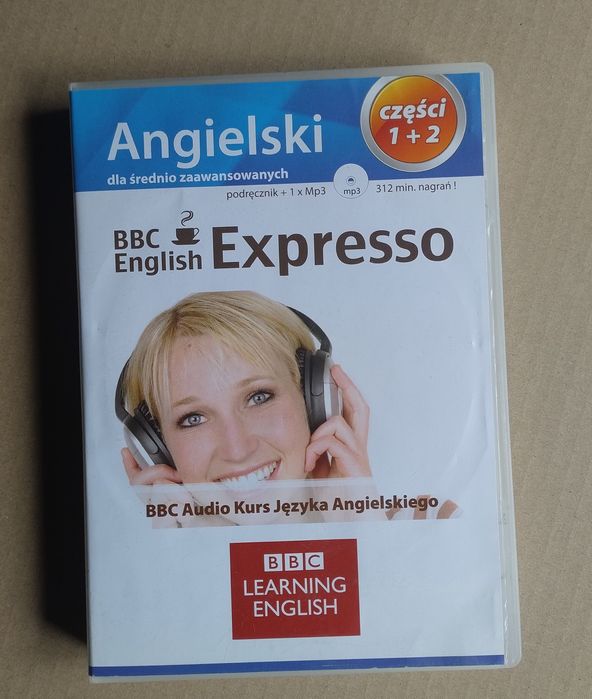 części
1 + 2
Angielski
dla średnio zaawansowanych
podręcznik + 1 x Mp3
mp3
312 min. nagrań !
BBC
English
Expresso
BBC Audio Kurs Języka Angielskiego
BBC
LEARNING
ENGLISH